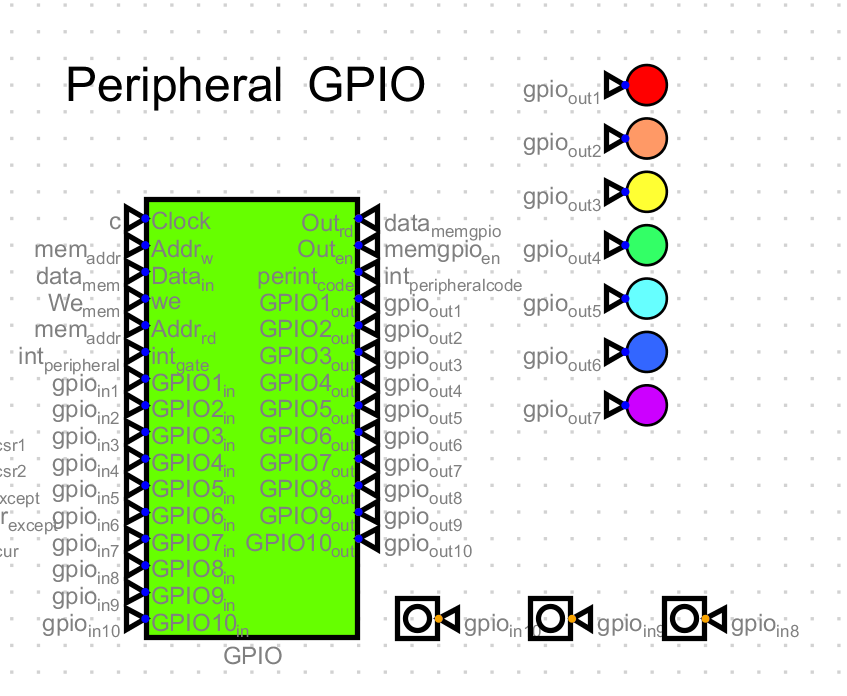 Peripheral GPIO
gpio out1
gpio out2
gpio out3
gpio out4
gpio out5
gpio out6
gpio out7
c Clock Out rd data memgpio
mem addr Addr w Out en memgpio en
data mem Data in perint code int peripheralcode
We mem we GPIO1 out gpio out1
mem addr Addr rd GPIO2 out gpio out2
int peripheral int gate GPIO3 out gpio out3
gpio in1 GPIO1 in GPIO4 out gpio out4
gpio in2 GPIO2 in GPIO5 out gpio out5
csr1 gpio in3 GPIO3 in GPIO6 out gpio out6
csr2 gpio in4 GPIO4 in GPIO7 out gpio out7
except gpio in5 GPIO5 in GPIO8 out gpio out8
r except gpio in6 GPIO6 in GPIO9 out gpio out9
cur gpio in7 GPIO7 in GPIO10 out gpio out10
gpio in8 GPIO8 in
gpio in9 GPIO9 in
gpio in10 GPIO10 in
gpio in10 gpio in9 gpio in8
GPIO